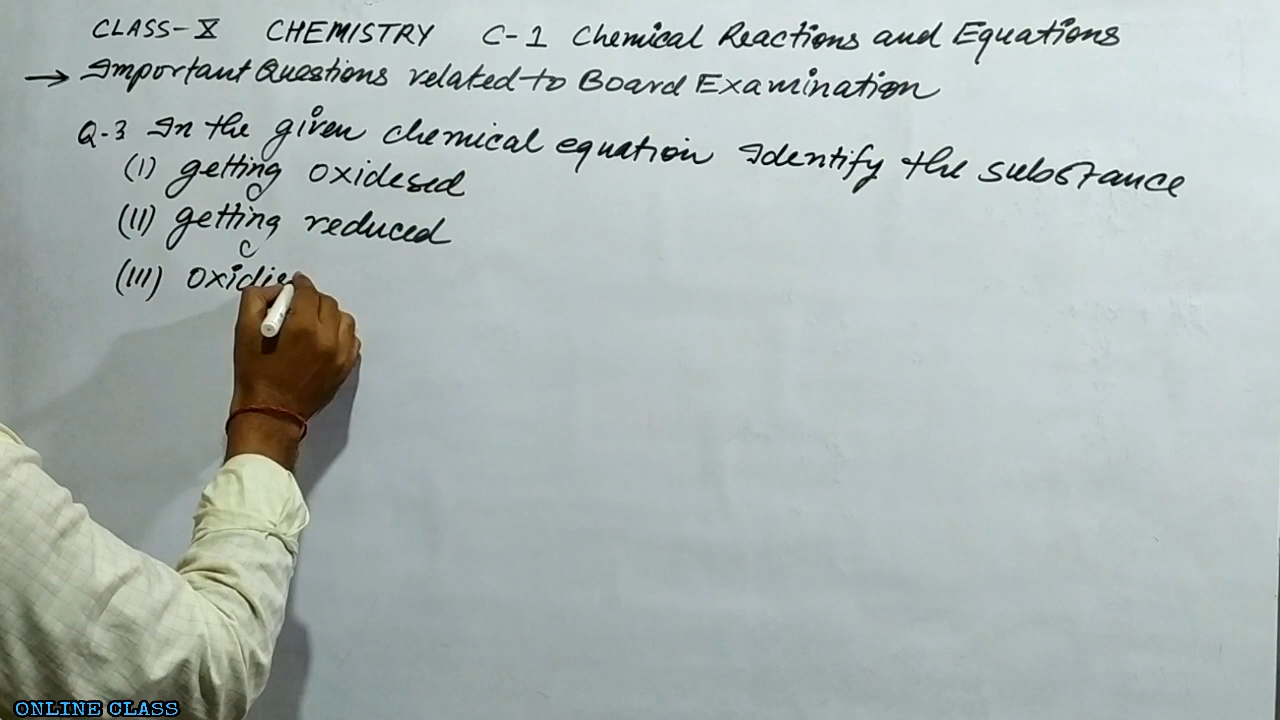 CLASS-X CHEMISTRY C-1 Chemical Reactions and Equations
→ Important Questions related to Board Examination
Q.3 In the given chemical equation Identify the substance
(I) getting oxidesed
(II) getting reduced
(III) oxidis
ONLINE CLASS